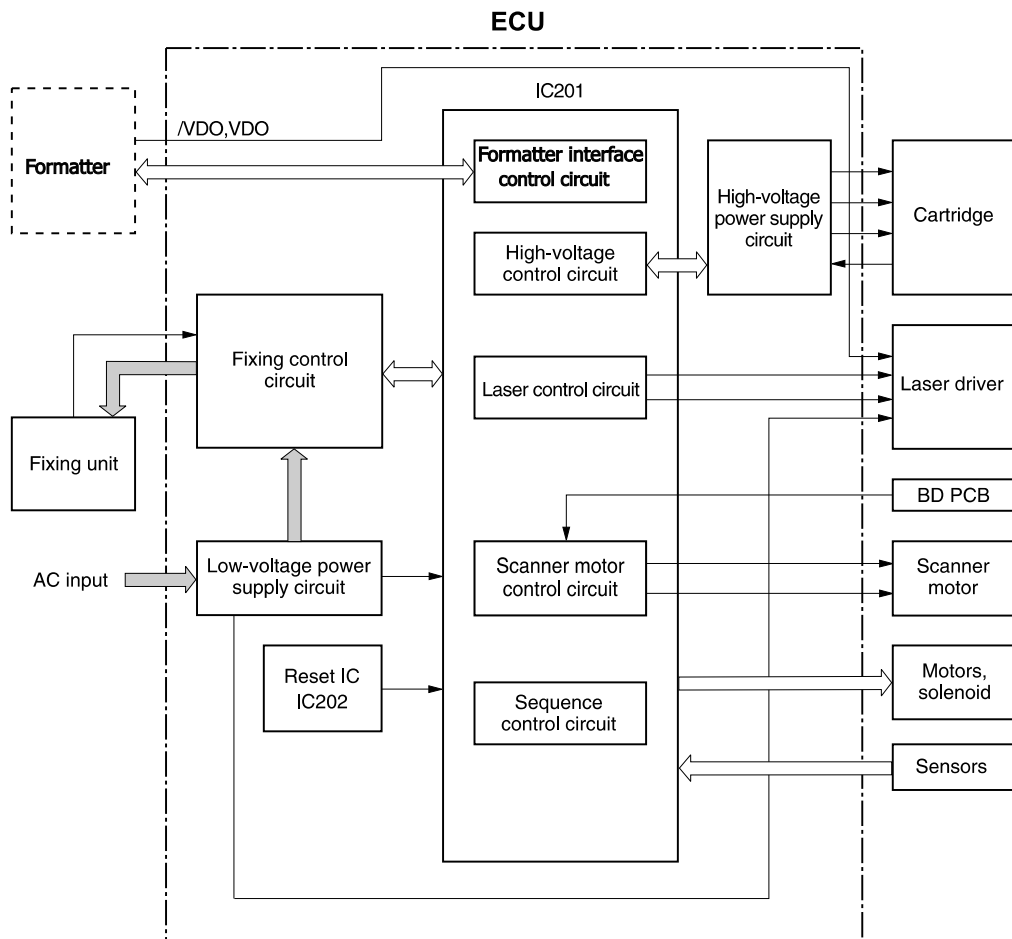 ECU
IC201
/VDO,VDO
Formatter
Formatter interface
control circuit
High-voltage
power supply
circuit
Cartridge
High-voltage
control circuit
Fixing control
circuit
Laser control circuit
Laser driver
Fixing unit
BD PCB
AC input
Low-voltage power
supply circuit
Scanner motor
control circuit
Scanner
motor
Reset IC
IC202
Sequence
control circuit
Motors,
solenoid
Sensors